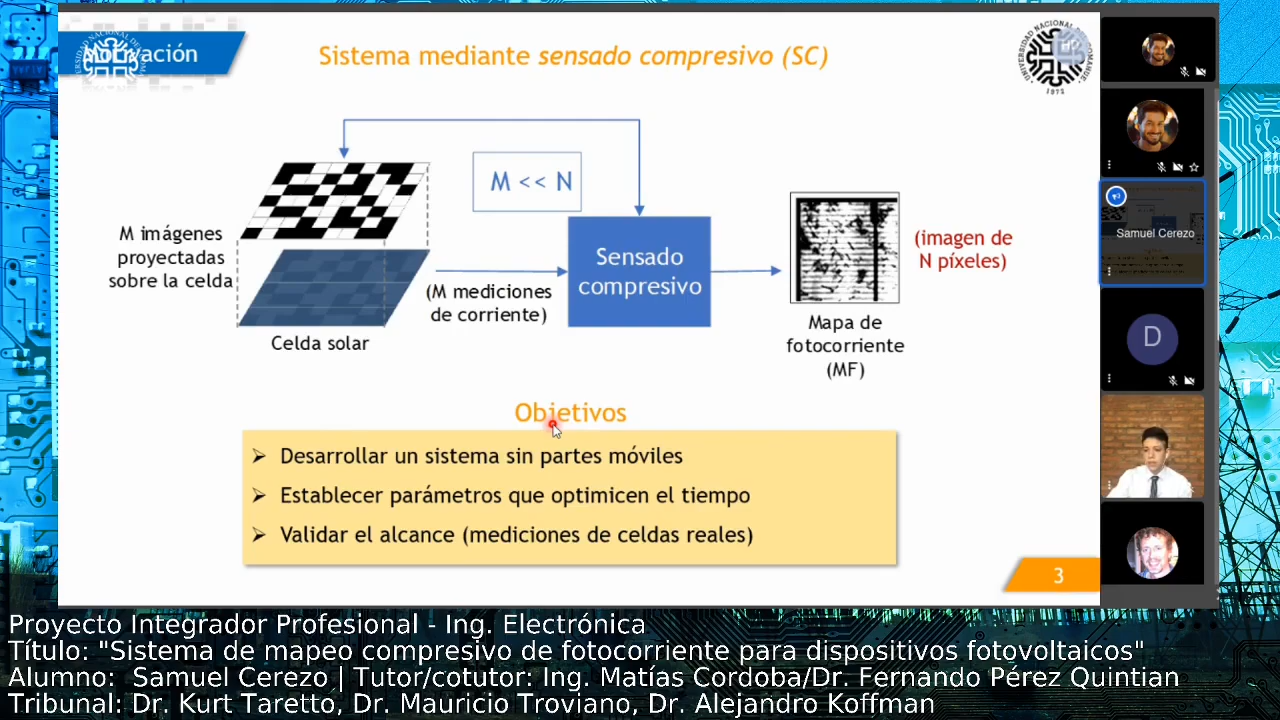 Motivación
Sistema mediante sensado compresivo (SC)
UNIVERSIDAD NACIONAL
1972
M << N
M imágenes
proyectadas
sobre la celda
Sensado
compresivo
(imagen de
N píxeles)
(M mediciones
de corriente)
Celda solar
Mapa de
fotocorriente
(MF)
Objetivos
➢ Desarrollar un sistema sin partes móviles
➢ Establecer parámetros que optimicen el tiempo
➢ Validar el alcance (mediciones de celdas reales)
3
Samuel Cerezo
D
Proyecto Integrador Profesional - Ing. Electrónica
Título: "Sistema de mapeo compresivo de fotocorriente para dispositivos fotovoltaicos"
Alumno:  Samuel Cerezo | Tutor/cotutor: Ing. Matías Cordoba/Dr. Fernando Pérez Quintian
Tribunal: Dr. Kurt Taretto, Dr. Mauricio Troviano, Dr. Alejandro Koffman